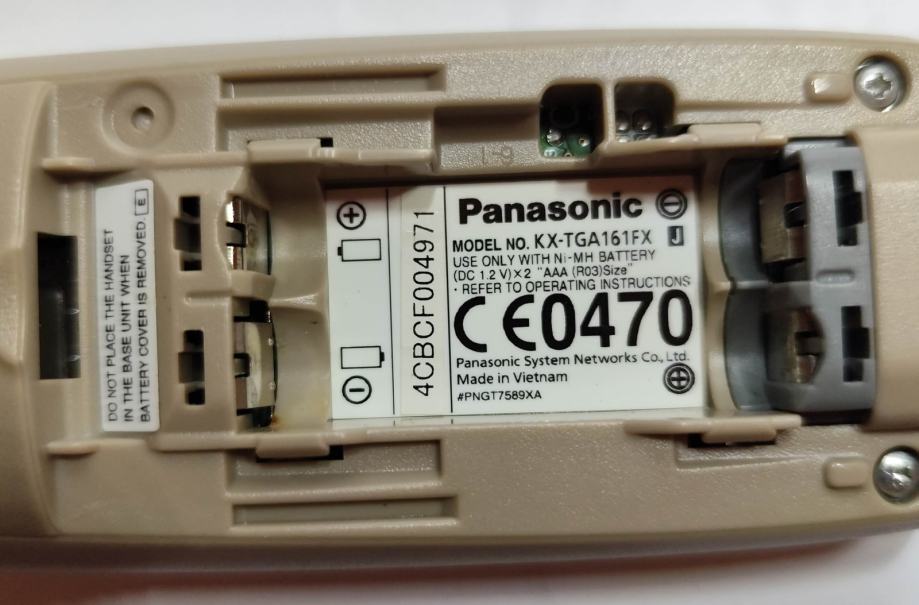 DO NOT PLACE THE HANDSET
IN THE BASE UNIT WHEN
BATTERY COVER IS REMOVED. E
4CBCF004971
Panasonic
MODEL NO. KX-TGA161FX J
USE ONLY WITH Ni-MH BATTERY
(DC 1.2 V)×2 "AAA (R03)Size"
· REFER TO OPERATING INSTRUCTIONS
CE0470
Panasonic System Networks Co., Ltd.
Made in Vietnam
#PNGT7589XA